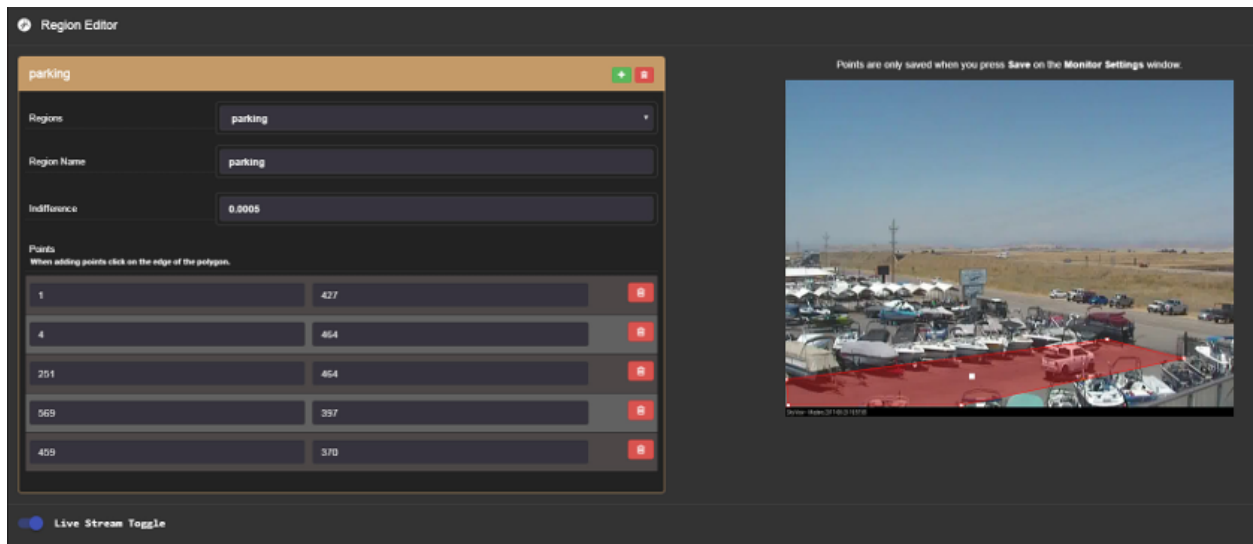 Region Editor
parking
Points are only saved when you press Save on the Monitor Settings window.
Regions
parking
Region Name
parking
Indifference
0.0005
Points
When adding points click on the edge of the polygon.
1 427
4 464
251 464
569 397
459 370
Live Stream Toggle